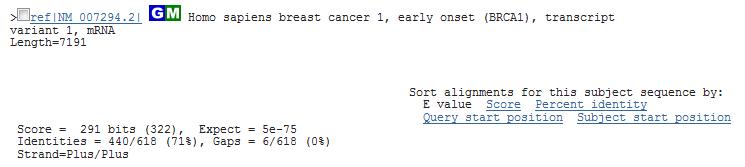 >ref|NM_007294.2| G M Homo sapiens breast cancer 1, early onset (BRCA1), transcript
variant 1, mRNA
Length=7191
Sort alignments for this subject sequence by:
E value Score Percent identity
Query start position Subject start position
Score = 291 bits (322), Expect = 5e-75
Identities = 440/618 (71%), Gaps = 6/618 (0%)
Strand=Plus/Plus